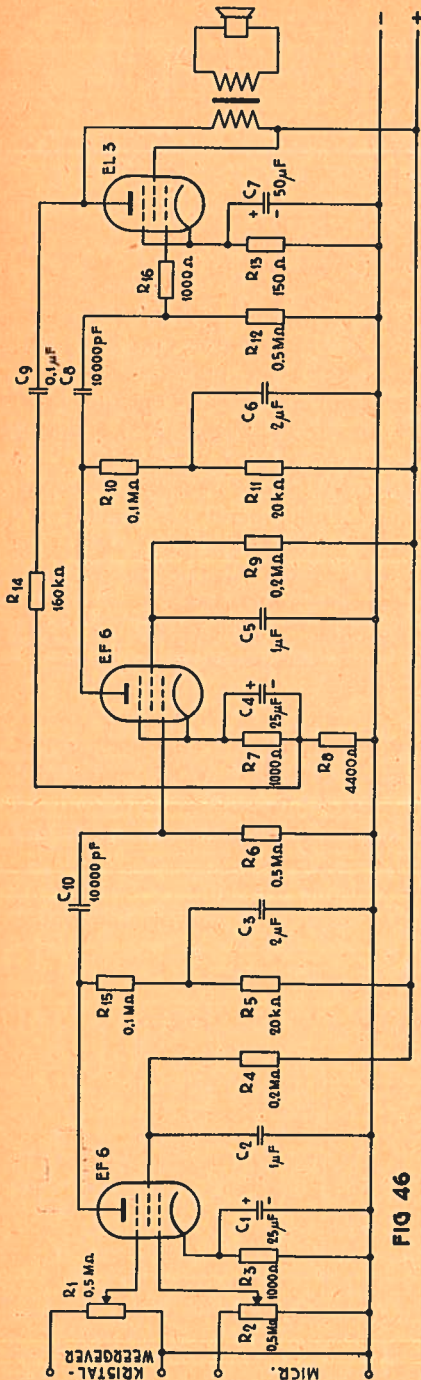 KRISTAL-
WEERGEVER
MICR.
R1
0,5 MΩ
R2
0,5MΩ
EF 6
R3
1000Ω
C1 +
25µF -
C2
1µF
R4
0,2MΩ
R15
0,1MΩ
R5
20kΩ
C3
2µF
C10
10000pF
R6
0.5MΩ
EF 6
R7
1000Ω
C4 +
25µF -
R8
4400Ω
C5
1µF
R9
0,2MΩ
R14
160kΩ
R10
0,1MΩ
R11
20kΩ
C6
2µF
C9
0,1µF
C8
10000pF
R12
0.5MΩ
R16
1000Ω
EL 3
R13
150Ω
+ C7
- 50µF
-
+
FIG 46